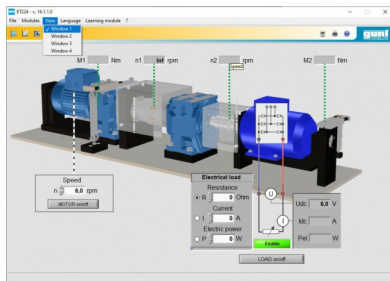 ET224 - v. 16.1.1.0
File Modules View Language Learning module ?
✓ Window 1
Window 2
Window 3
Window 4
gunt
M1 Nm n1 inf rpm n2 rpm M2 Nm
Speed
Speed
n 6,0 rpm
MOTOR on/off
Electrical load
Resistance
R 0 Ohm
Current
I 0 A
Electric power
P 0 W
U
I
Udc 6,0 V
Idc A
Pel W
Enable
LOAD on/off